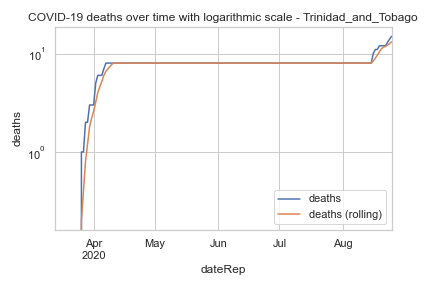 COVID-19 deaths over time with logarithmic scale - Trinidad_and_Tobago
deaths
10¹
10⁰
deaths
deaths (rolling)
Apr May Jun Jul Aug
2020
dateRep